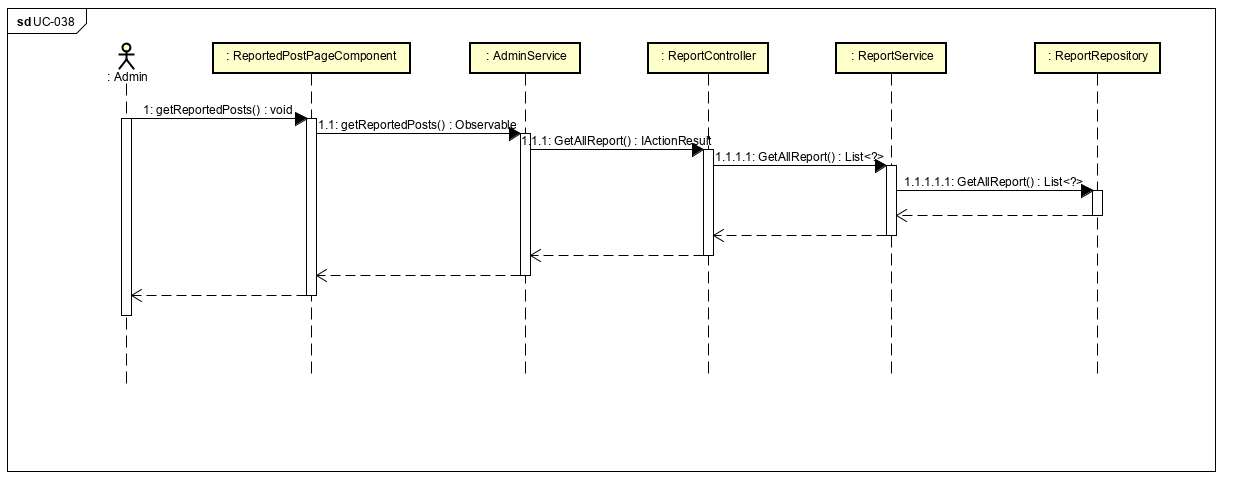 sd UC-038
: Admin
: ReportedPostPageComponent
: AdminService
: ReportController
: ReportService
: ReportRepository
1: getReportedPosts() : void
1.1: getReportedPosts() : Observable
1.1.1: GetAllReport() : IActionResult
1.1.1.1: GetAllReport() : List<?>
1.1.1.1.1: GetAllReport() : List<?>